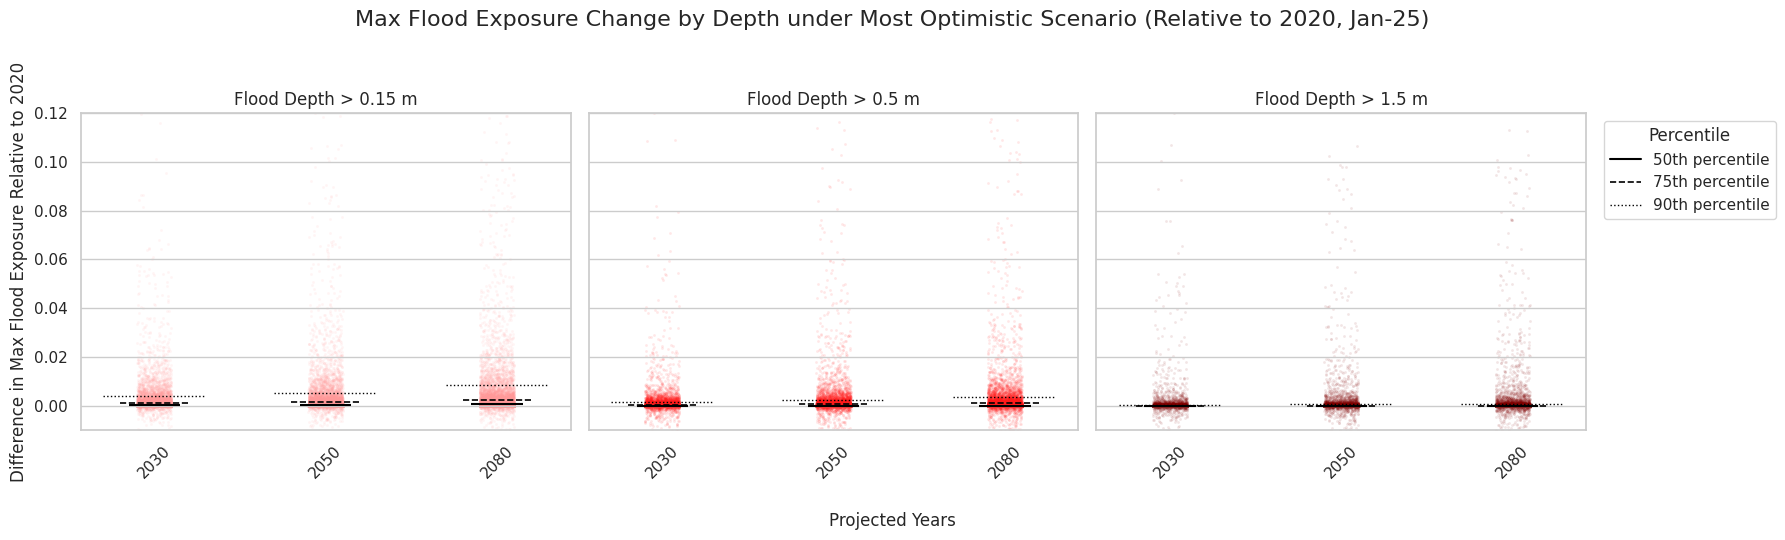 Max Flood Exposure Change by Depth under Most Optimistic Scenario (Relative to 2020, Jan-25)
Difference in Max Flood Exposure Relative to 2020
Flood Depth > 0.15 m
Flood Depth > 0.5 m
Flood Depth > 1.5 m
0.12
0.10
0.08
0.06
0.04
0.02
0.00
2030
2050
2080
2030
2050
2080
2030
2050
2080
Projected Years
Percentile
50th percentile
75th percentile
90th percentile